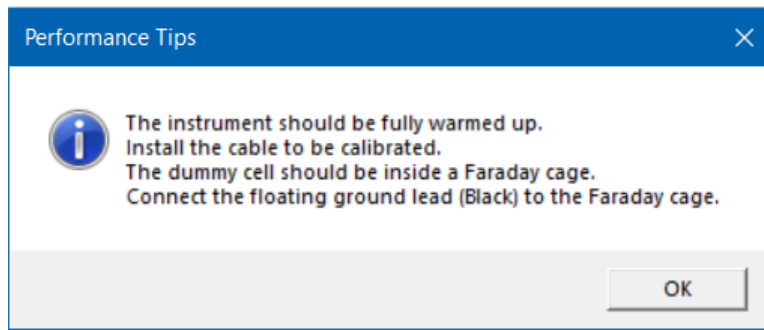 Performance Tips
The instrument should be fully warmed up.
Install the cable to be calibrated.
The dummy cell should be inside a Faraday cage.
Connect the floating ground lead (Black) to the Faraday cage.
OK